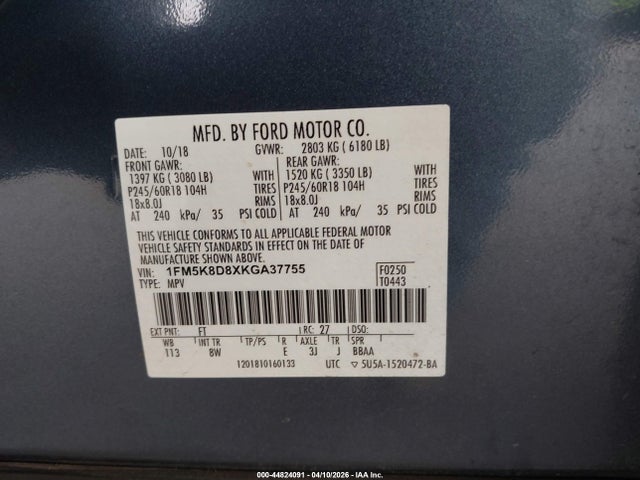 MFD. BY FORD MOTOR CO.
DATE: 10/18 GVWR: 2803 KG ( 6180 LB)
FRONT GAWR: REAR GAWR:
1397 KG ( 3080 LB) WITH 1520 KG ( 3350 LB) WITH
P245/60R18 104H TIRES P245/60R18 104H TIRES
18x8.0J RIMS 18x8.0J RIMS
AT 240 kPa/ 35 PSI COLD AT 240 kPa/ 35 PSI COLD
THIS VEHICLE CONFORMS TO ALL APPLICABLE FEDERAL MOTOR
VEHICLE SAFETY STANDARDS IN EFFECT ON THE DATE OF
MANUFACTURE SHOWN ABOVE.
VIN: 1FM5K8D8XKGA37755 F0250
TYPE: MPV T0443
EXT PNT: FT RC: 27 DSO:
WB INT TR TP/PS R AXLE TR SPR
113 8W E 3J J BBAA
1201810160133 UTC ▽ 5U5A-1520472-BA
000-44824091 - 04/10/2026 - IAA Inc.